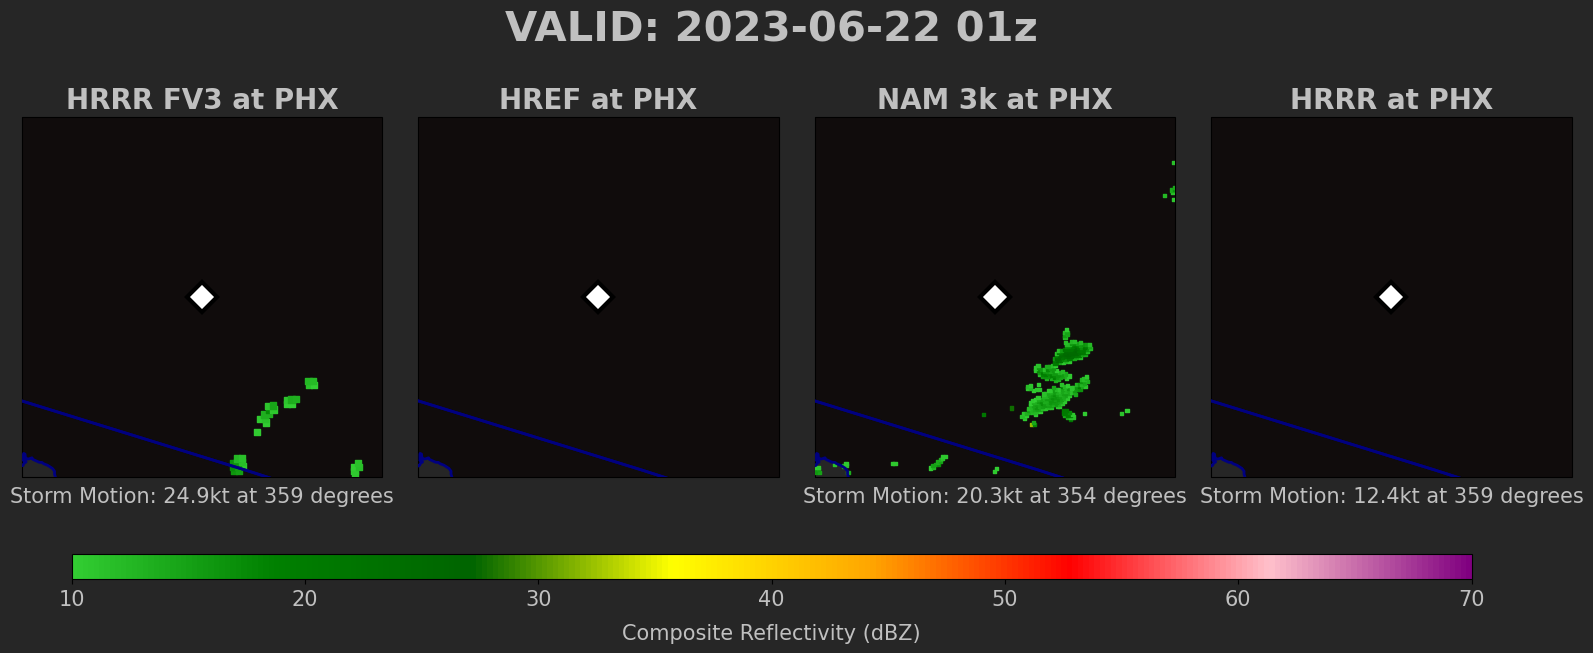 VALID: 2023-06-22 01z
HRRR FV3 at PHX
HREF at PHX
NAM 3k at PHX
HRRR at PHX
Storm Motion: 24.9kt at 359 degrees
Storm Motion: 20.3kt at 354 degrees
Storm Motion: 12.4kt at 359 degrees
10 20 30 40 50 60 70
Composite Reflectivity (dBZ)